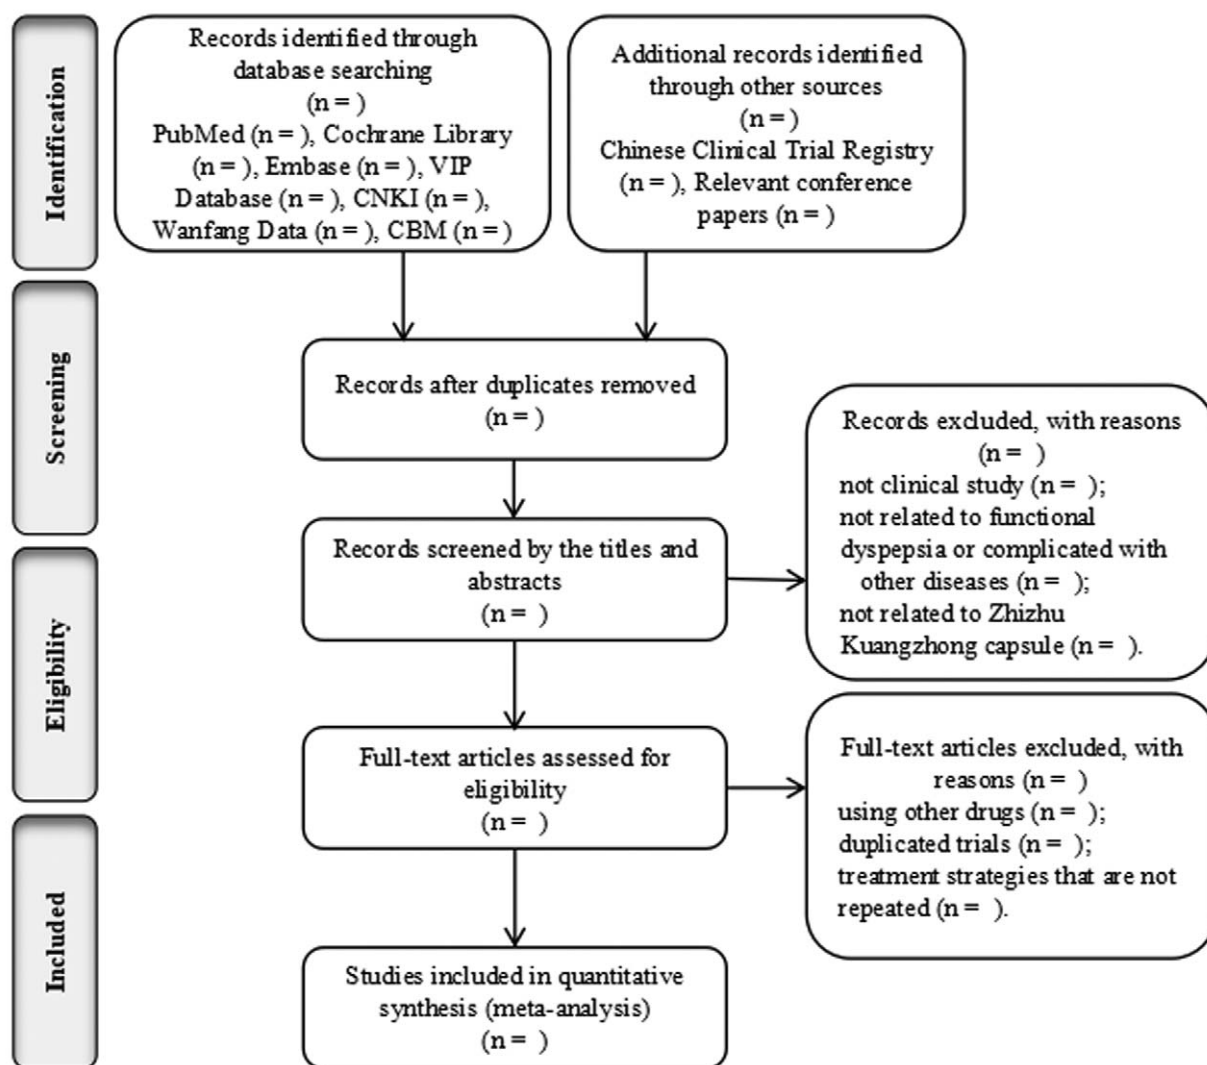 Identification
Records identified through
database searching
(n = )
PubMed (n = ), Cochrane Library
(n = ), Embase (n = ), VIP
Database (n = ), CNKI (n = ),
Wanfang Data (n = ), CBM (n = )
Additional records identified
through other sources
(n = )
Chinese Clinical Trial Registry
(n = ), Relevant conference
papers (n = )
Screening
Records after duplicates removed
(n = )
Records screened by the titles and
abstracts
(n = )
Records excluded, with reasons
(n = )
not clinical study (n = );
not related to functional
dyspepsia or complicated with
other diseases (n = );
not related to Zhizhu
Kuangzhong capsule (n = ).
Eligibility
Full-text articles assessed for
eligibility
(n = )
Full-text articles excluded, with
reasons (n = )
using other drugs (n = );
duplicated trials (n = );
treatment strategies that are not
repeated (n = ).
Included
Studies included in quantitative
synthesis (meta-analysis)
(n = )